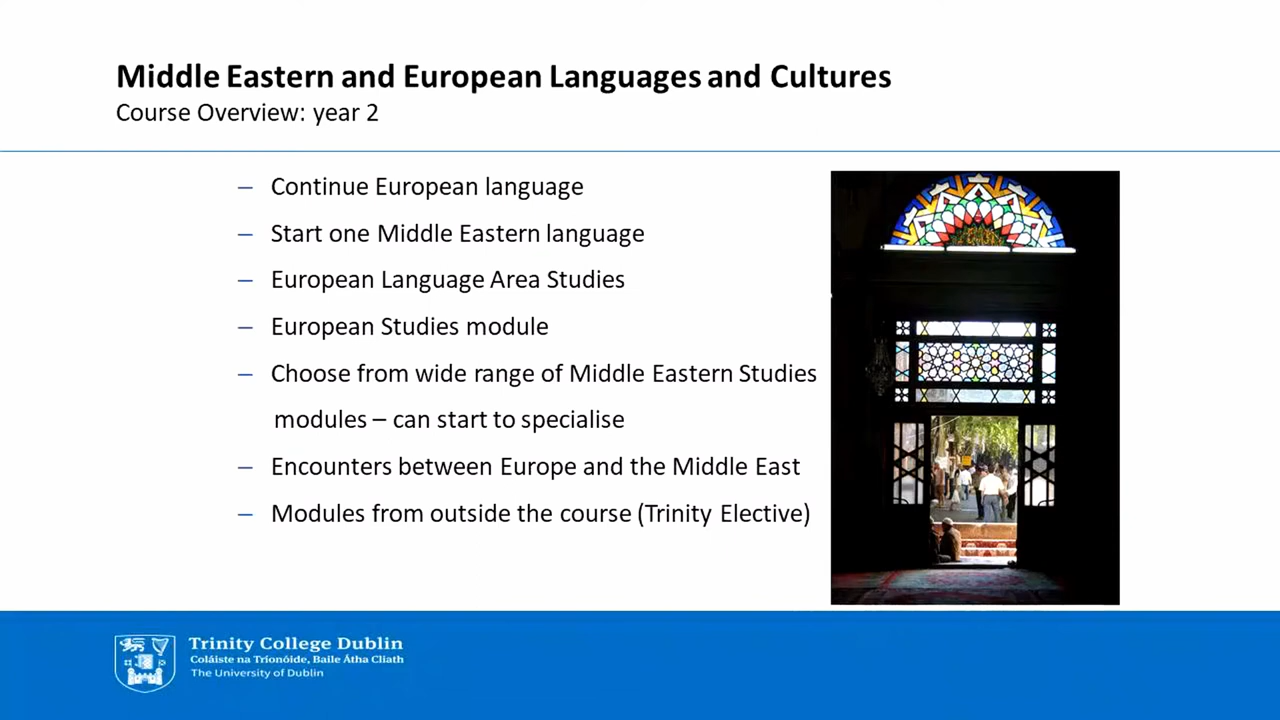 Middle Eastern and European Languages and Cultures
Course Overview: year 2
– Continue European language
– Start one Middle Eastern language
– European Language Area Studies
– European Studies module
– Choose from wide range of Middle Eastern Studies
modules – can start to specialise
– Encounters between Europe and the Middle East
– Modules from outside the course (Trinity Elective)
Trinity College Dublin
Coláiste na Tríonóide, Baile Átha Cliath
The University of Dublin